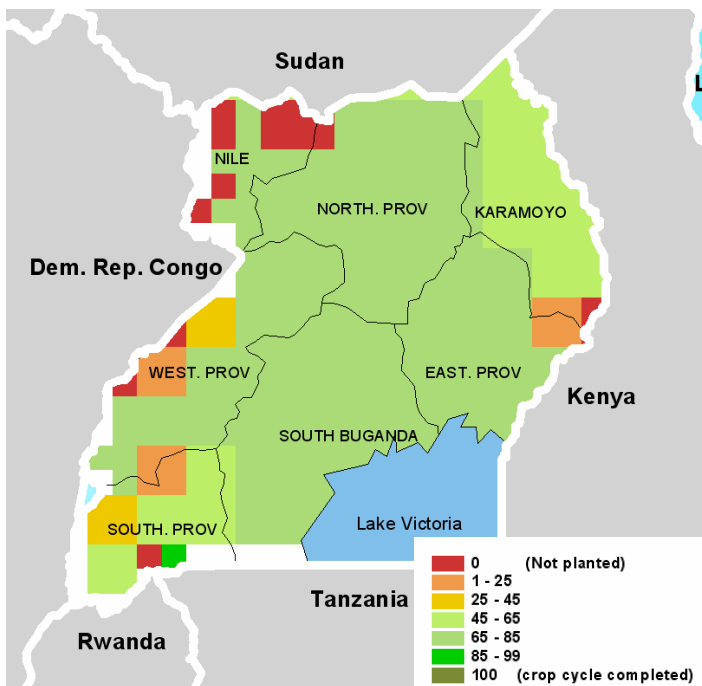 Sudan
L
NILE
NORTH. PROV
KARAMOYO
Dem. Rep. Congo
WEST. PROV
EAST. PROV
Kenya
SOUTH BUGANDA
SOUTH. PROV
Lake Victoria
Tanzania
Rwanda
0 (Not planted)
1 - 25
25 - 45
45 - 65
65 - 85
85 - 99
100 (crop cycle completed)